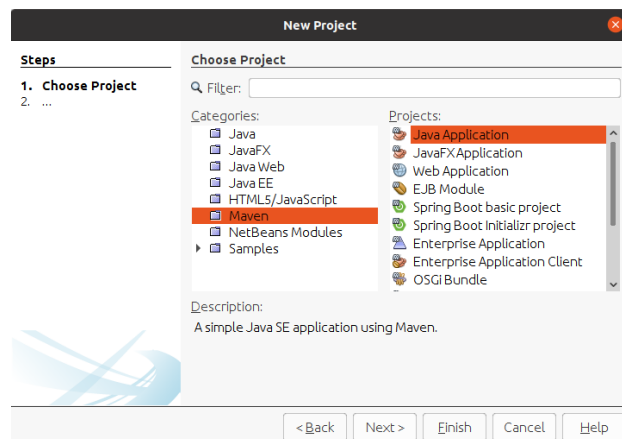 New Project
Steps
1. Choose Project
2. ...
Choose Project
Filter:
Categories:
Java
JavaFX
Java Web
Java EE
HTML5/JavaScript
Maven
NetBeans Modules
Samples
Projects:
Java Application
JavaFX Application
Web Application
EJB Module
Spring Boot basic project
Spring Boot Initializr project
Enterprise Application
Enterprise Application Client
OSGi Bundle
Description:
A simple Java SE application using Maven.
< Back Next > Finish Cancel Help